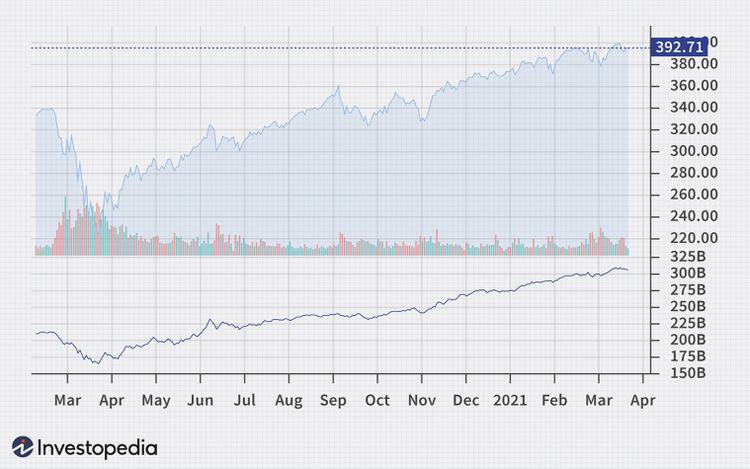 400.00
392.71
380.00
360.00
340.00
320.00
300.00
280.00
260.00
240.00
220.00
325B
300B
275B
250B
225B
200B
175B
150B
Mar Apr May Jun Jul Aug Sep Oct Nov Dec 2021 Feb Mar Apr
Investopedia